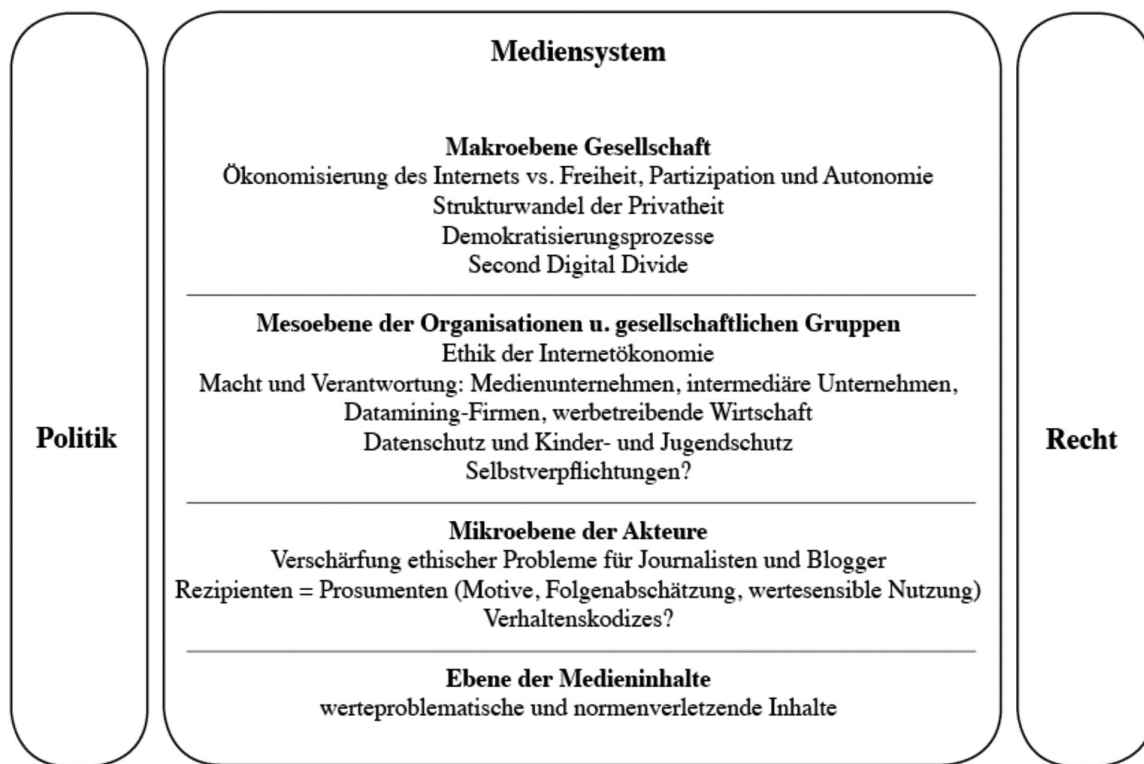 Mediensystem
Makroebene Gesellschaft
Ökonomisierung des Internets vs. Freiheit, Partizipation und Autonomie
Strukturwandel der Privatheit
Demokratisierungsprozesse
Second Digital Divide
Mesoebene der Organisationen u. gesellschaftlichen Gruppen
Ethik der Internetökonomie
Macht und Verantwortung: Medienunternehmen, intermediäre Unternehmen,
Datamining-Firmen, werbetreibende Wirtschaft
Datenschutz und Kinder- und Jugendschutz
Selbstverpflichtungen?
Mikroebene der Akteure
Verschärfung ethischer Probleme für Journalisten und Blogger
Rezipienten = Prosumenten (Motive, Folgenabschätzung, wertesensible Nutzung)
Verhaltenskodizes?
Ebene der Medieninhalte
werteproblematische und normenverletzende Inhalte
Politik
Recht